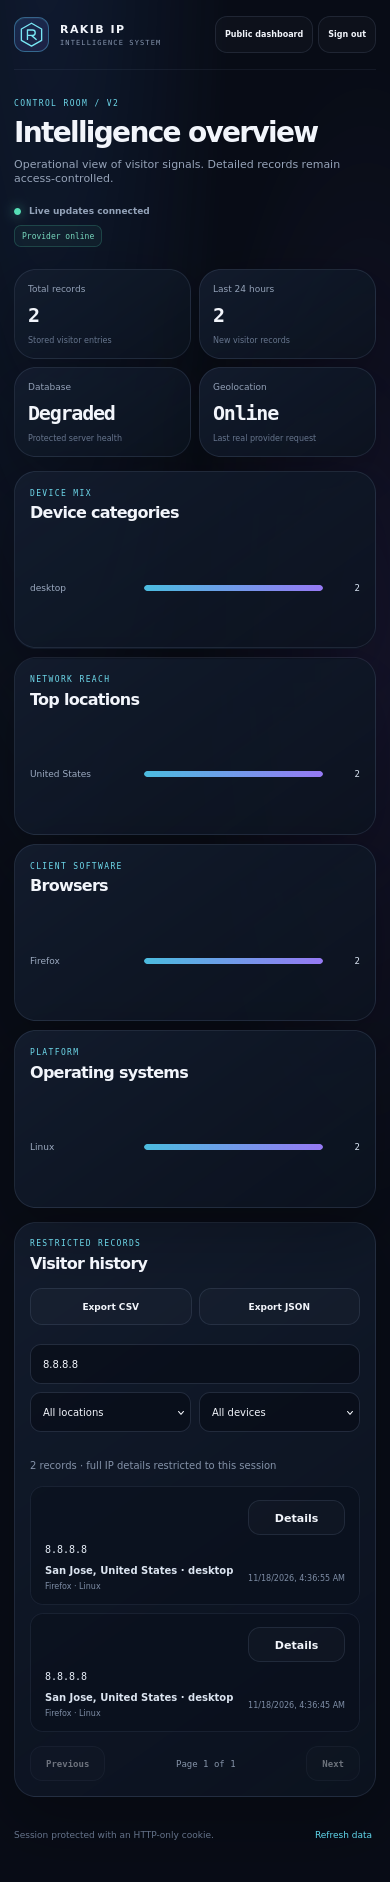 RAKIB IP
INTELLIGENCE SYSTEM
Public dashboard
Sign out
CONTROL ROOM / V2
Intelligence overview
Operational view of visitor signals. Detailed records remain
access-controlled.
Live updates connected
Provider online
Total records
2
Stored visitor entries
Last 24 hours
2
New visitor records
Database
Degraded
Protected server health
Geolocation
Online
Last real provider request
DEVICE MIX
Device categories
desktop 2
NETWORK REACH
Top locations
United States 2
CLIENT SOFTWARE
Browsers
Firefox 2
PLATFORM
Operating systems
Linux 2
RESTRICTED RECORDS
Visitor history
Export CSV
Export JSON
8.8.8.8
All locations
All devices
2 records · full IP details restricted to this session
Details
8.8.8.8
San Jose, United States · desktop
Firefox · Linux
11/18/2026, 4:36:55 AM
Details
8.8.8.8
San Jose, United States · desktop
Firefox · Linux
11/18/2026, 4:36:45 AM
Previous
Page 1 of 1
Next
Session protected with an HTTP-only cookie.
Refresh data